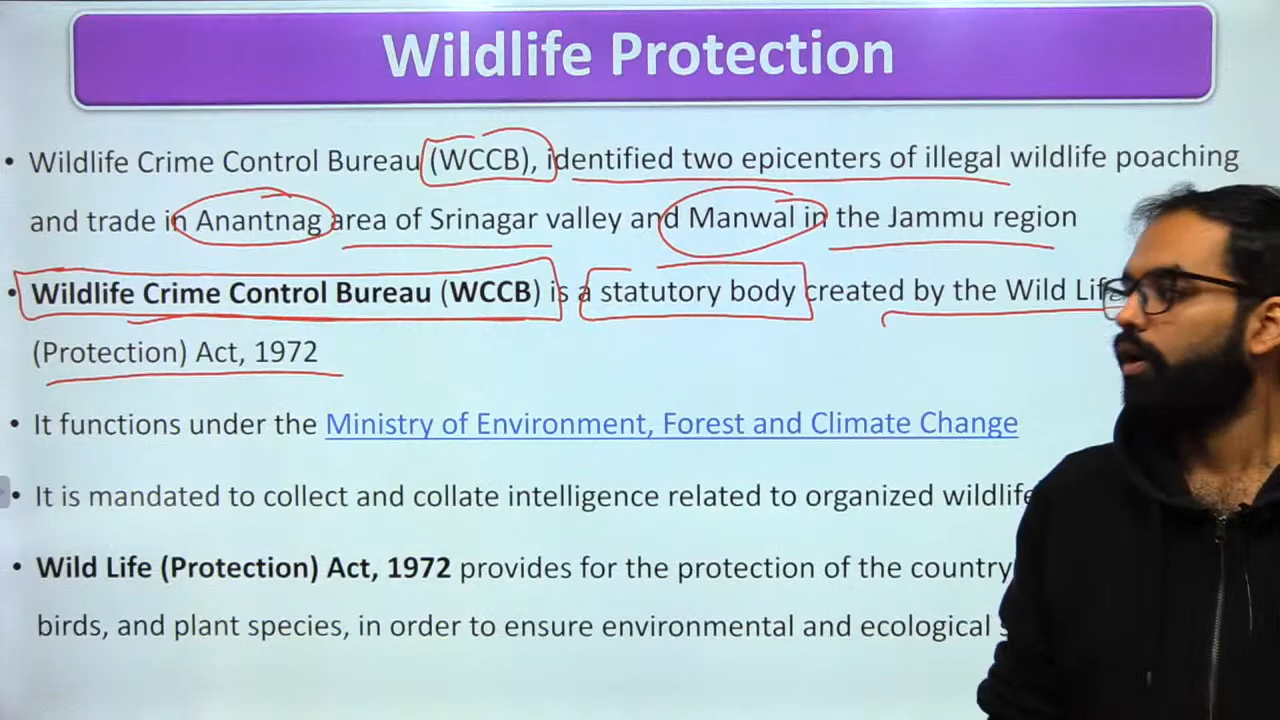 Wildlife Protection
• Wildlife Crime Control Bureau (WCCB), identified two epicenters of illegal wildlife poaching
and trade in Anantnag area of Srinagar valley and Manwal in the Jammu region
• Wildlife Crime Control Bureau (WCCB) is a statutory body created by the Wild Life
(Protection) Act, 1972
• It functions under the Ministry of Environment, Forest and Climate Change
• It is mandated to collect and collate intelligence related to organized wildlife
• Wild Life (Protection) Act, 1972 provides for the protection of the country
birds, and plant species, in order to ensure environmental and ecological